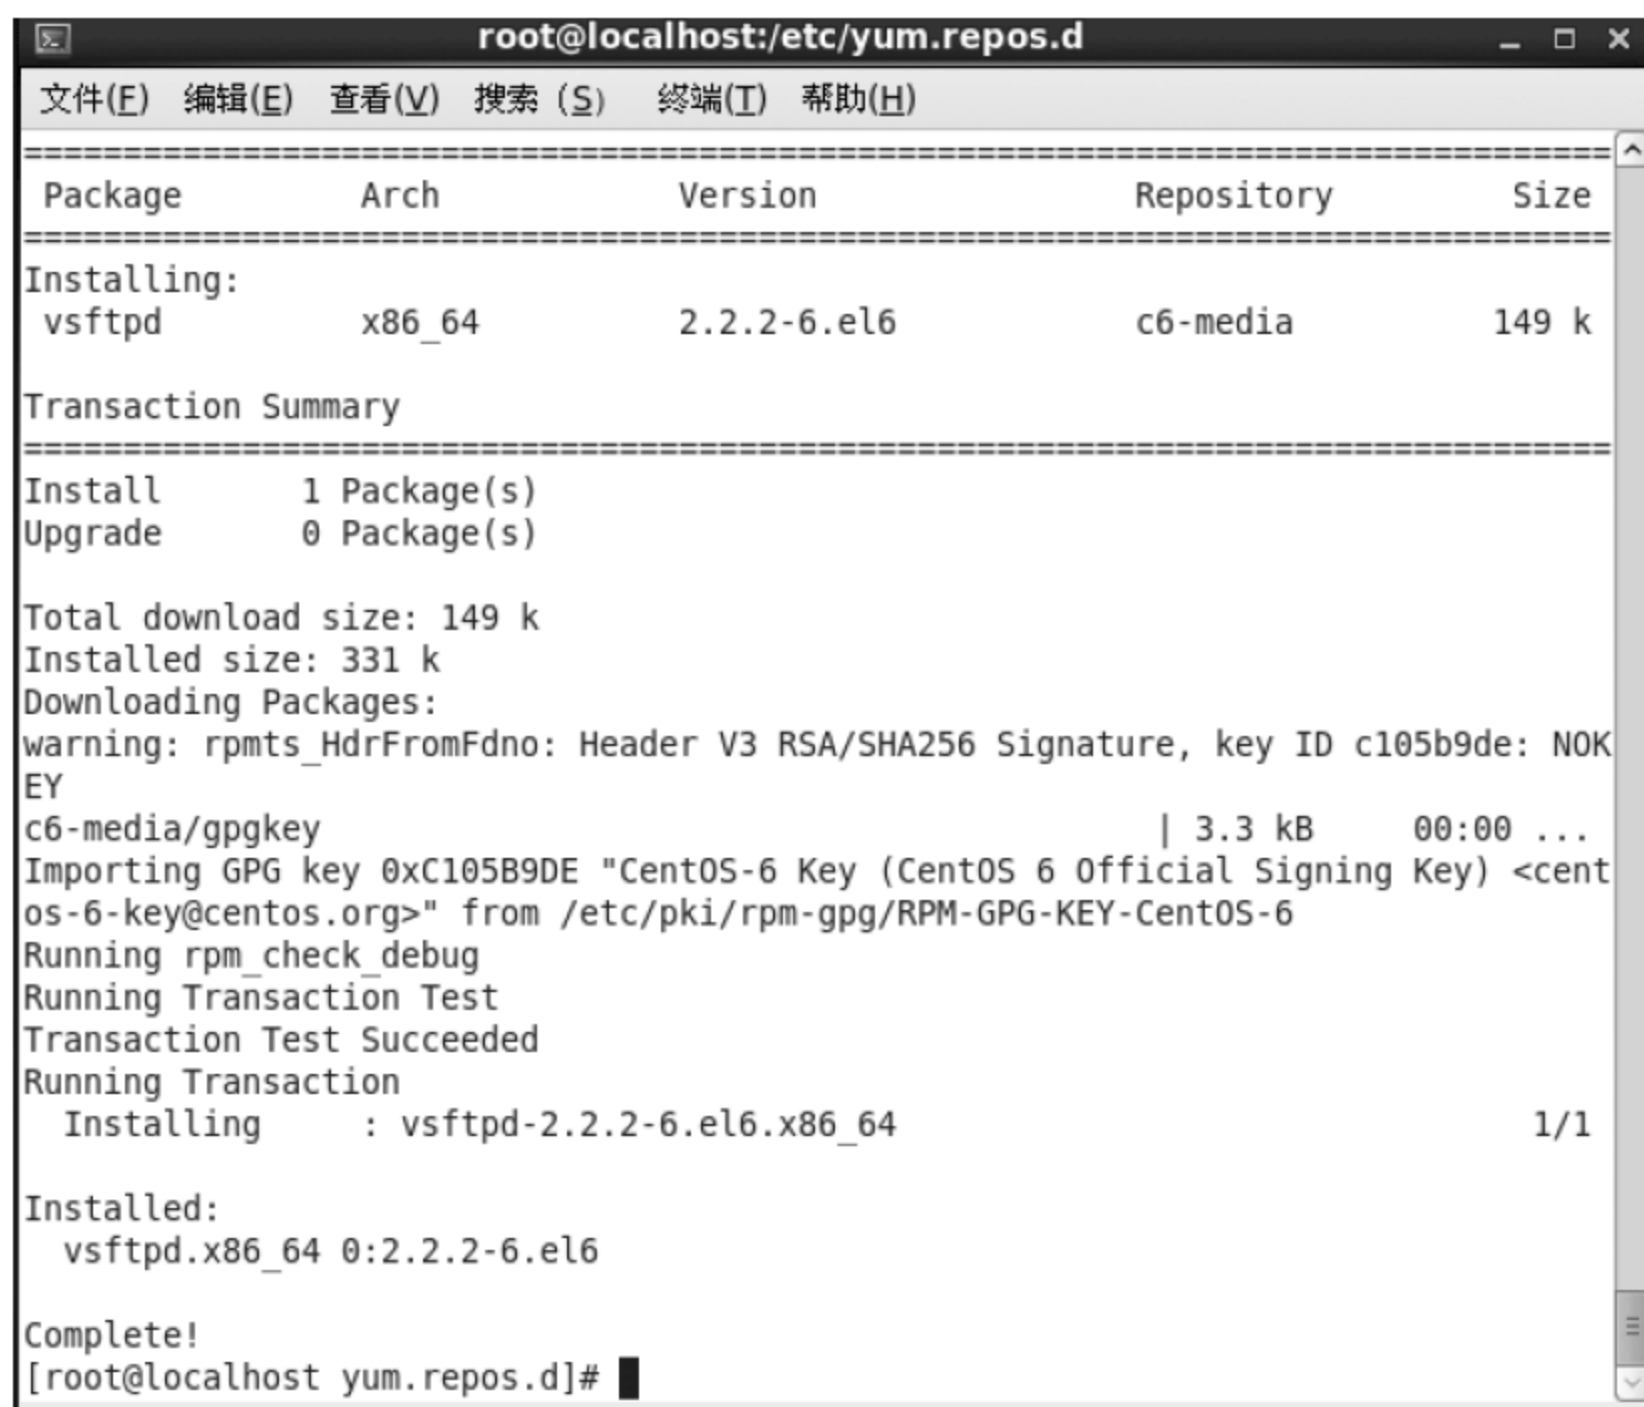 root@localhost:/etc/yum.repos.d
文件(F) 编辑(E) 查看(V) 搜索 (S) 终端(T) 帮助(H)
================================================================================
Package Arch Version Repository Size
================================================================================
Installing:
vsftpd x86_64 2.2.2-6.el6 c6-media 149 k
Transaction Summary
================================================================================
Install 1 Package(s)
Upgrade 0 Package(s)
Total download size: 149 k
Installed size: 331 k
Downloading Packages:
warning: rpmts_HdrFromFdno: Header V3 RSA/SHA256 Signature, key ID c105b9de: NOK
EY
c6-media/gpgkey | 3.3 kB 00:00 ...
Importing GPG key 0xC105B9DE "CentOS-6 Key (CentOS 6 Official Signing Key) <cent
os-6-key@centos.org>" from /etc/pki/rpm-gpg/RPM-GPG-KEY-CentOS-6
Running rpm_check_debug
Running Transaction Test
Transaction Test Succeeded
Running Transaction
Installing : vsftpd-2.2.2-6.el6.x86_64 1/1
Installed:
vsftpd.x86_64 0:2.2.2-6.el6
Complete!
[root@localhost yum.repos.d]#